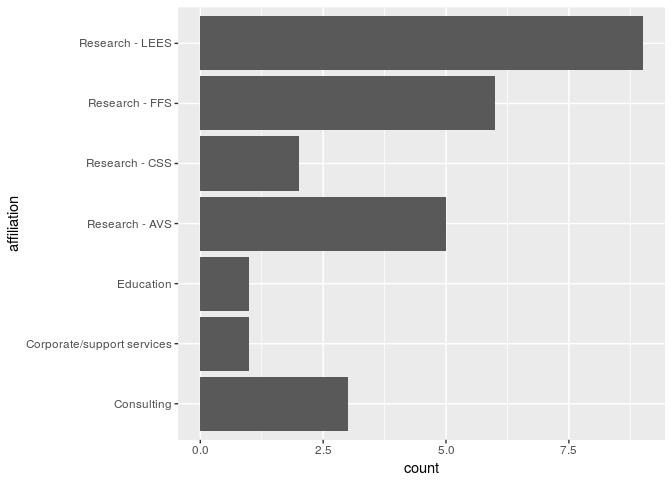 Research - LEES
Research - FFS
Research - CSS
Research - AVS
Education
Corporate/support services
Consulting
affiliation
0.0
2.5
5.0
7.5
count